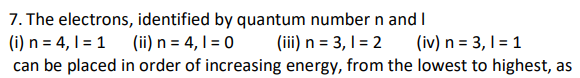 7. The electrons, identified by quantum number n and l
(i) n = 4, l = 1 (ii) n = 4, l = 0 (iii) n = 3, l = 2 (iv) n = 3, l = 1
can be placed in order of increasing energy, from the lowest to highest, as